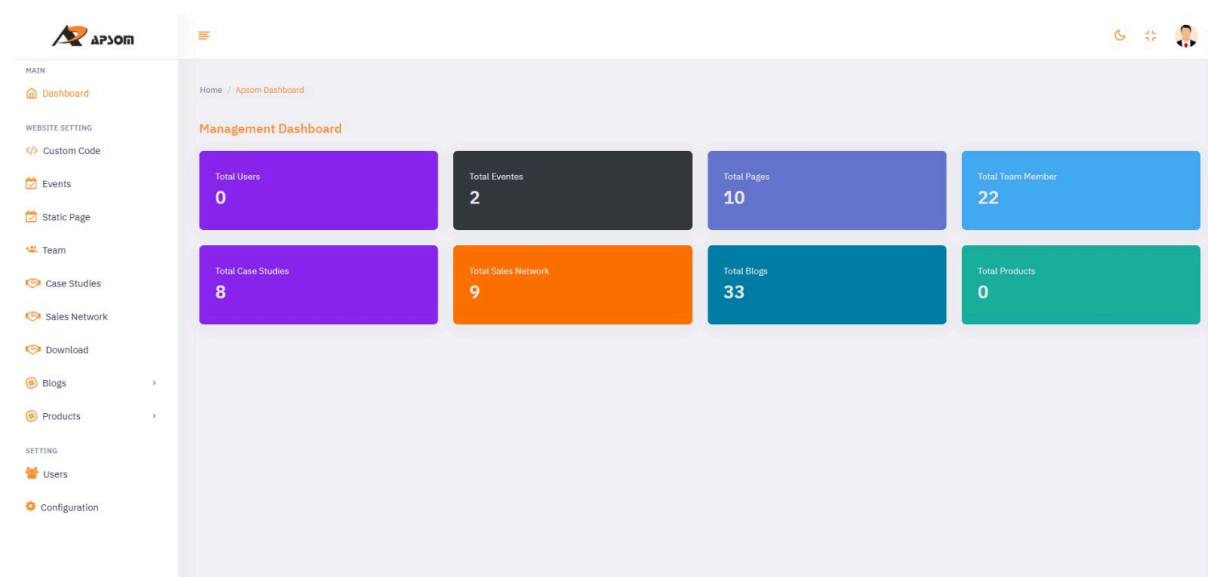 APSOM
MAIN
Dashboard
WEBSITE SETTING
Custom Code
Events
Static Page
Team
Case Studies
Sales Network
Download
Blogs
Products
SETTING
Users
Configuration
Home / Apsom Dashboard
Management Dashboard
Total Users
0
Total Eventes
2
Total Pages
10
Total Team Member
22
Total Case Studies
8
Total Sales Network
9
Total Blogs
33
Total Products
0